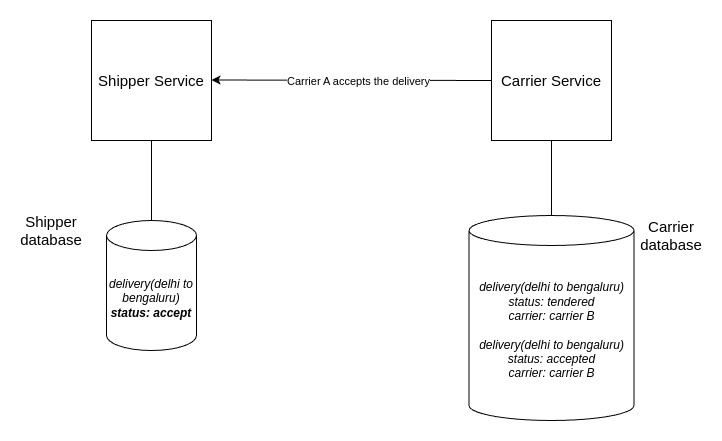 Shipper Service
Carrier A accepts the delivery
Carrier Service
Shipper
database
delivery(delhi to
bengaluru)
status: accept
Carrier
database
delivery(delhi to bengaluru)
status: tendered
carrier: carrier B
delivery(delhi to bengaluru)
status: accepted
carrier: carrier B